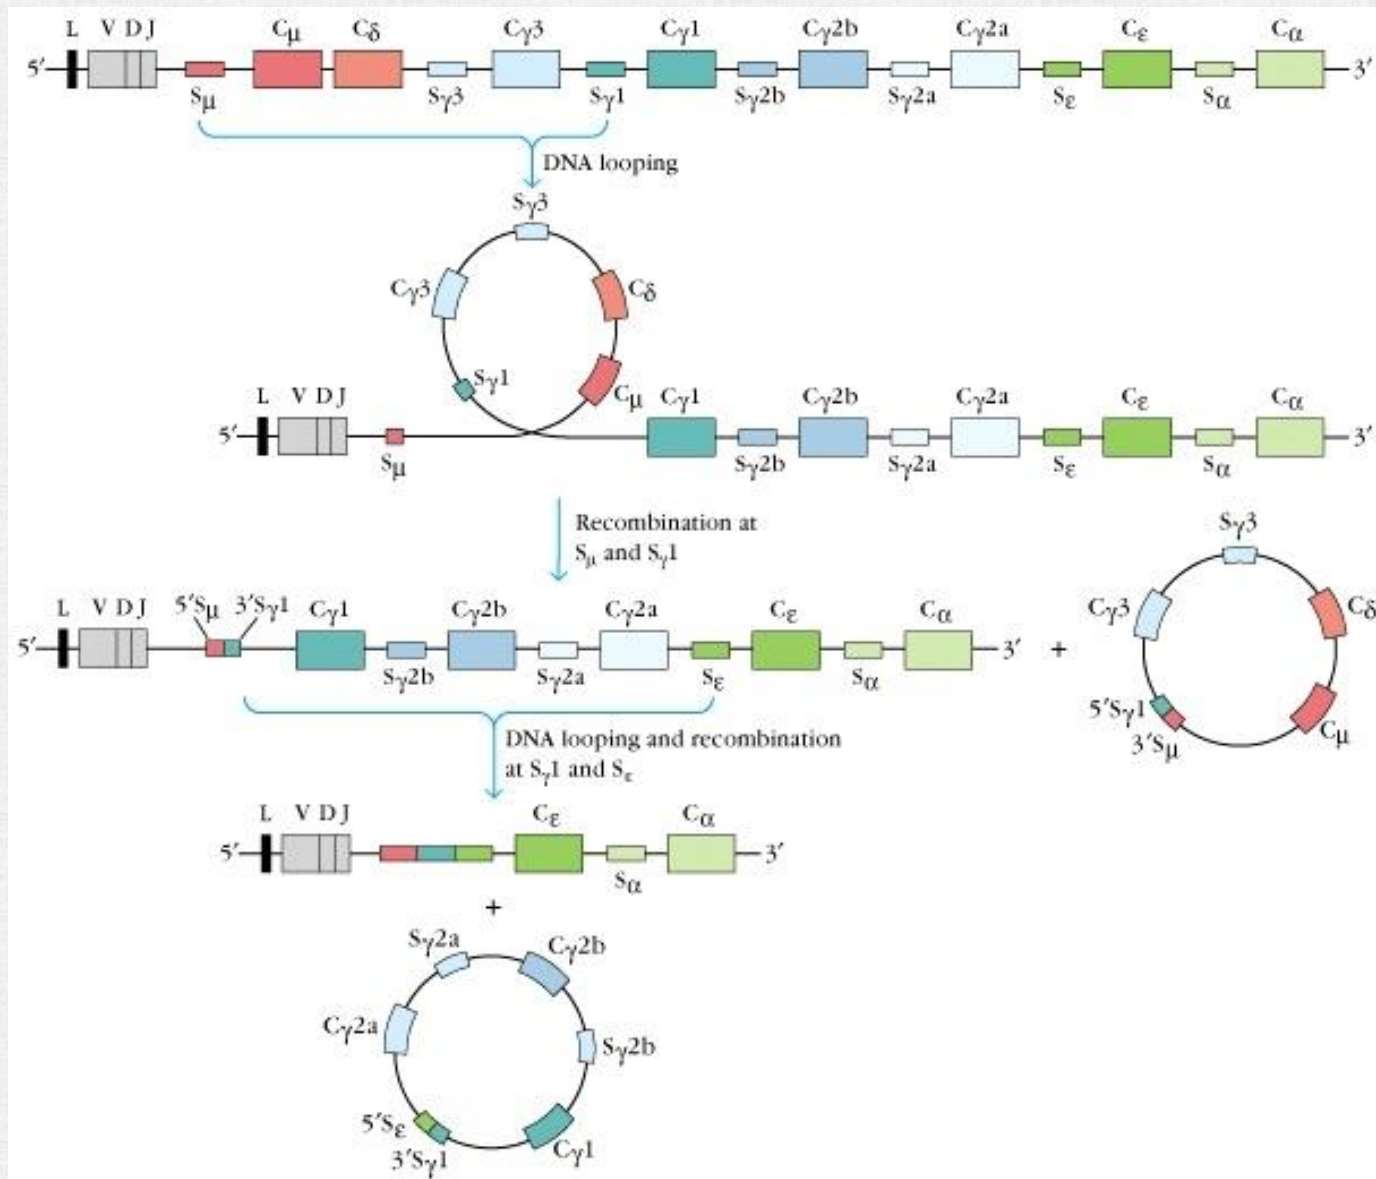 L V D J Cμ Cδ Cγ3 Cγ1 Cγ2b Cγ2a Cε Cα
5′ 3′
Sμ Sγ3 Sγ1 Sγ2b Sγ2a Sε Sα
DNA looping
Sγ3
Cγ3 Cδ
Sγ1 Cμ
L V D J Cγ1 Cγ2b Cγ2a Cε Cα
5′ 3′
Sμ Sγ2b Sγ2a Sε Sα
Recombination at
Sμ and Sγ1
Sγ3
Cγ3 Cδ
5′Sγ1 Cμ
3′Sμ
L V D J 5′Sμ 3′Sγ1 Cγ1 Cγ2b Cγ2a Cε Cα
5′ 3′ +
Sγ2b Sγ2a Sε Sα
DNA looping and recombination
at Sγ1 and Sε
L V D J Cε Cα
5′ 3′
Sα
+
Sγ2a Cγ2b
Cγ2a Sγ2b
5′Sε Cγ1
3′Sγ1